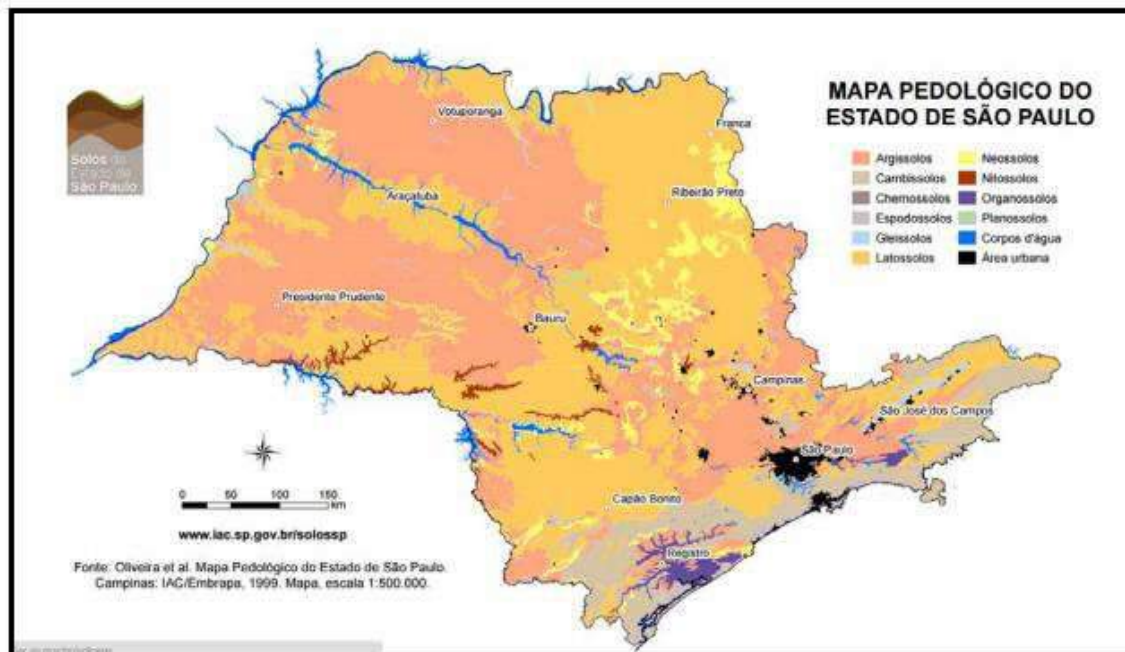 MAPA PEDOLÓGICO DO
ESTADO DE SÃO PAULO
Argissolos
Cambissolos
Chernossolos
Espodossolos
Gleissolos
Latossolos
Neossolos
Nitossolos
Organossolos
Planossolos
Corpos d'água
Área urbana
Solos do
Estado de
São Paulo
Votuporanga
Franca
Ribeirão Preto
Araçatuba
Presidente Prudente
Bauru
Campinas
São José dos Campos
São Paulo
Capão Bonito
Registro
0 50 100 150
km
www.iac.sp.gov.br/solossp
Fonte: Oliveira et al. Mapa Pedológico do Estado de São Paulo.
Campinas: IAC/Embrapa, 1999. Mapa, escala 1:500.000.